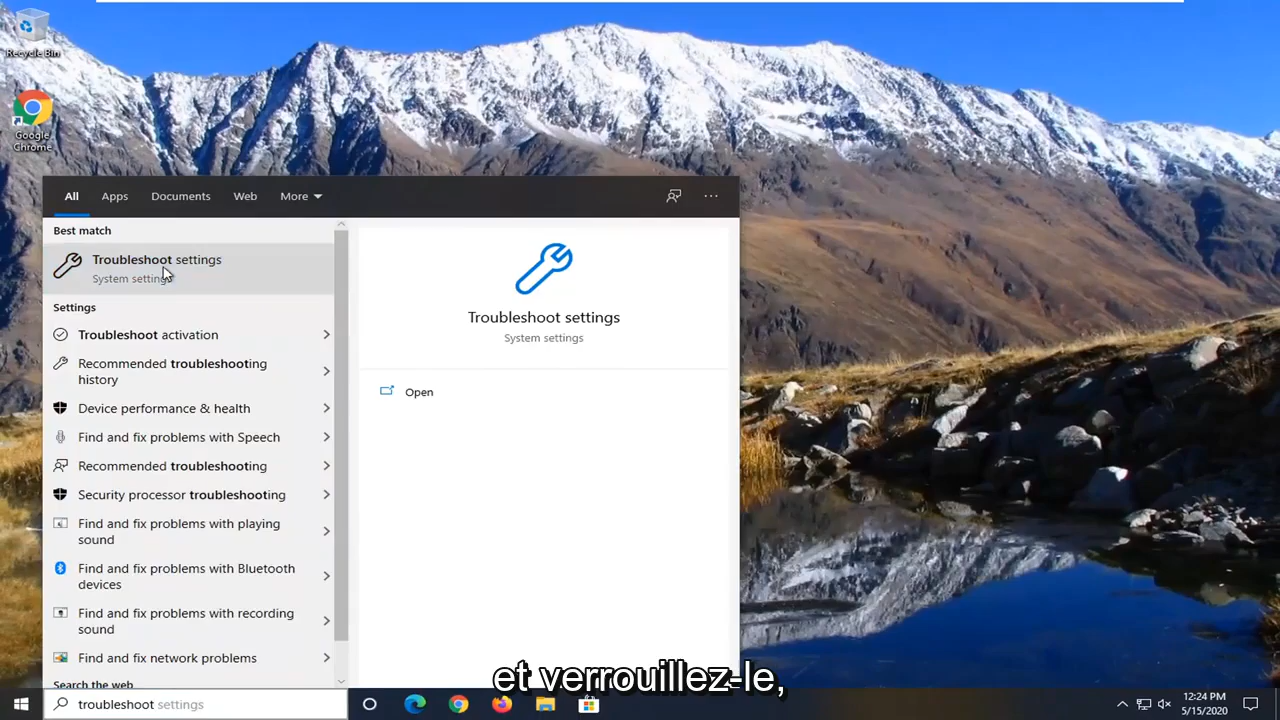 Recycle Bin
Google
Chrome
All
Apps
Documents
Web
More
Best match
Troubleshoot settings
System settings
Settings
Troubleshoot activation
Recommended troubleshooting
history
Device performance & health
Find and fix problems with Speech
Recommended troubleshooting
Security processor troubleshooting
Find and fix problems with playing
sound
Find and fix problems with Bluetooth
devices
Find and fix problems with recording
sound
Find and fix network problems
Search the web
Troubleshoot settings
System settings
Open
et verrouillez-le,
troubleshoot settings
12:24 PM
5/15/2020